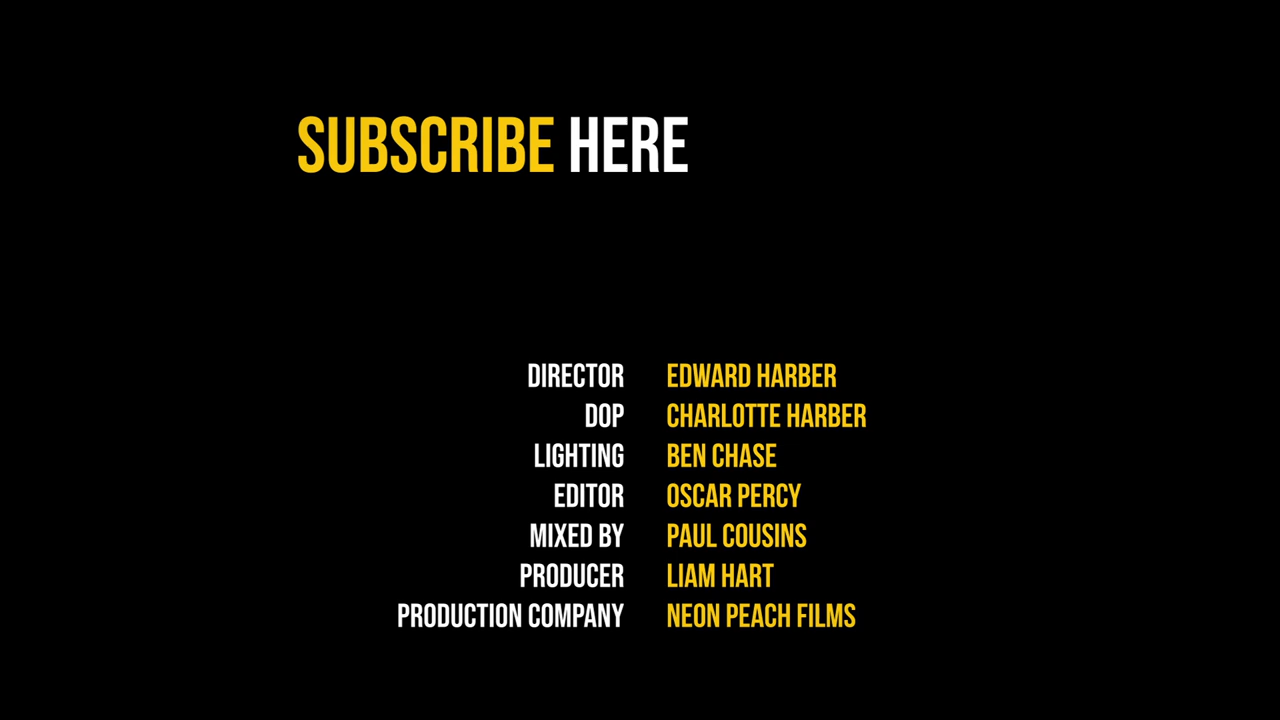 SUBSCRIBE HERE
DIRECTOR EDWARD HARBER
DOP CHARLOTTE HARBER
LIGHTING BEN CHASE
EDITOR OSCAR PERCY
MIXED BY PAUL COUSINS
PRODUCER LIAM HART
PRODUCTION COMPANY NEON PEACH FILMS